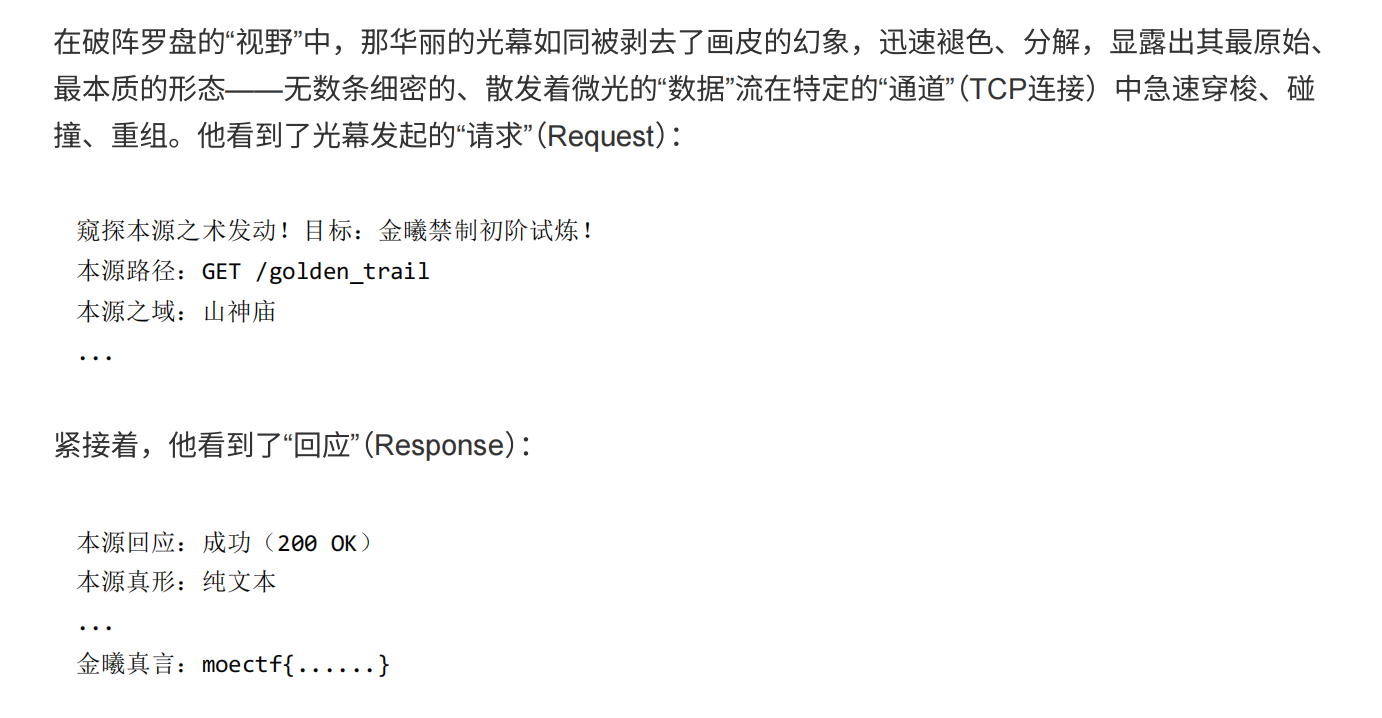 在破阵罗盘的“视野”中，那华丽的光幕如同被剥去了画皮的幻象，迅速褪色、分解，显露出其最原始、
最本质的形态——无数条细密的、散发着微光的“数据”流在特定的“通道”（TCP连接）中急速穿梭、碰
撞、重组。他看到了光幕发起的“请求”（Request）：
窥探本源之术发动！目标：金曦禁制初阶试炼！
本源路径：GET /golden_trail
本源之域：山神庙
...
紧接着，他看到了“回应”（Response）：
本源回应：成功（200 OK）
本源真形：纯文本
...
金曦真言：moectf{......}